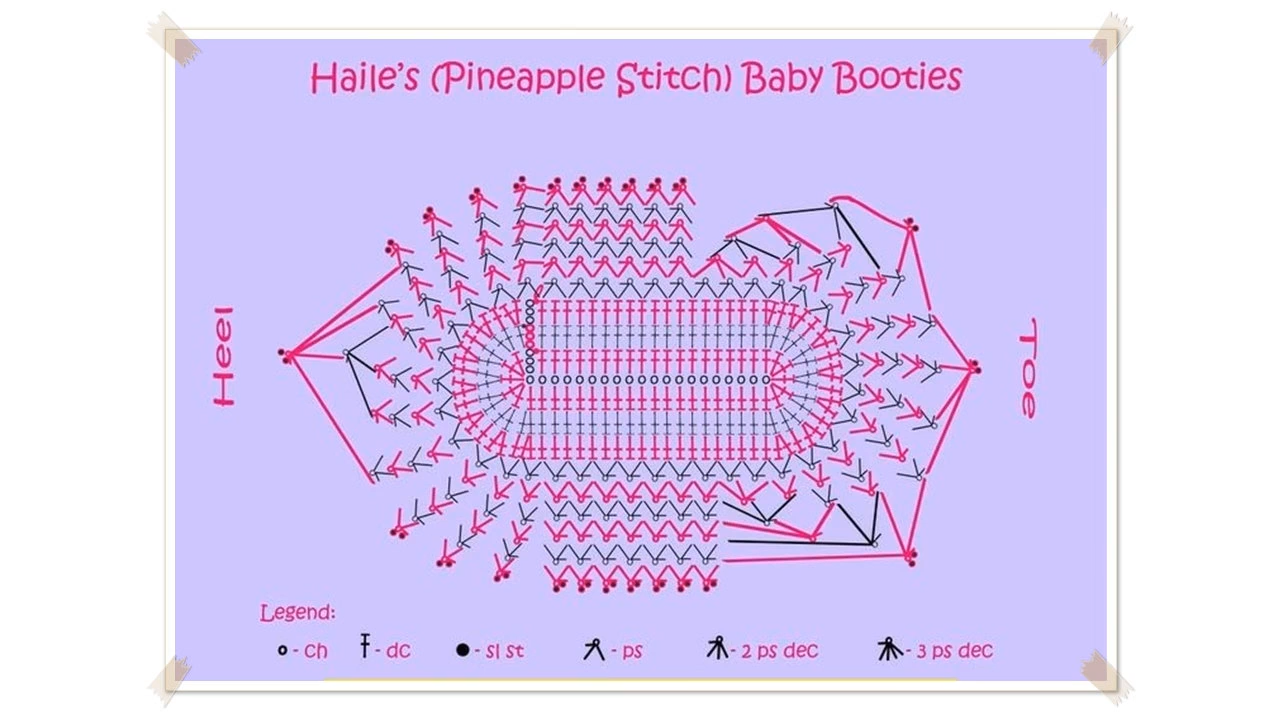 Haile's (Pineapple Stitch) Baby Booties
Heel
Toe
Legend:
o - ch
- dc
- sl st
- ps
- 2 ps dec
- 3 ps dec